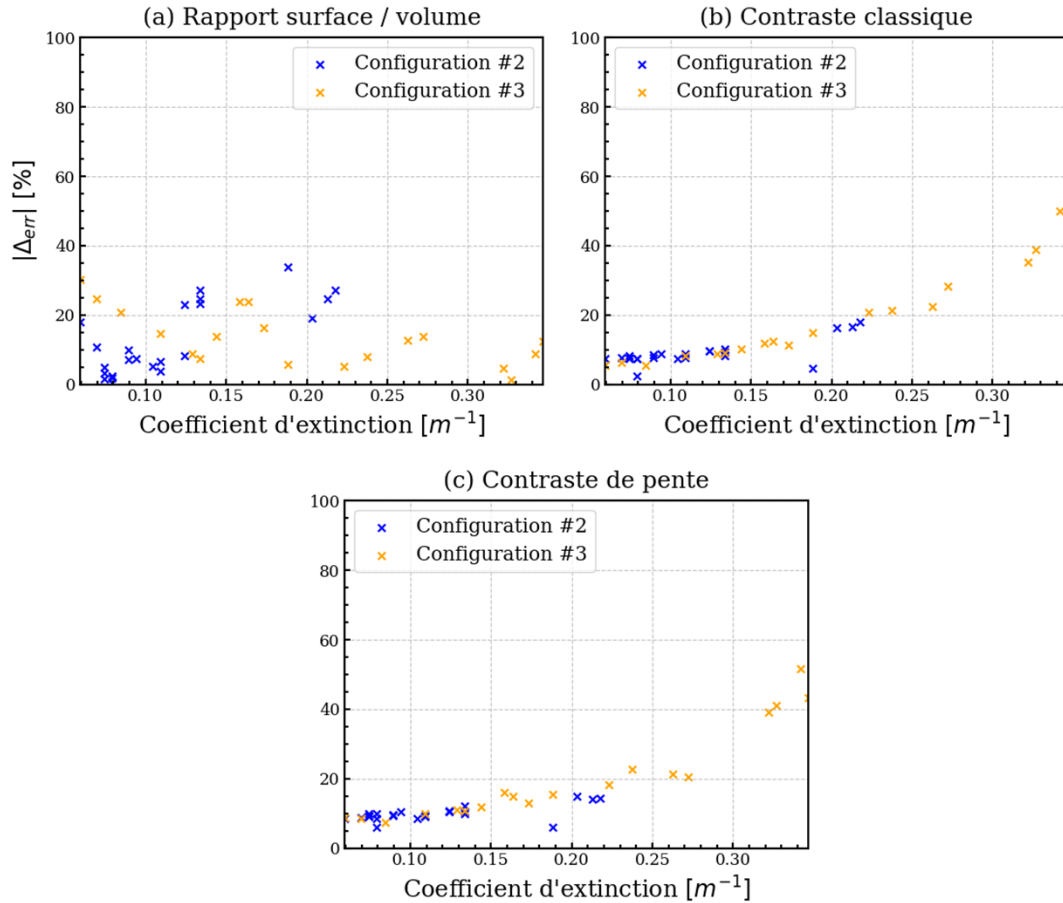 (a) Rapport surface / volume
(b) Contraste classique
100
80
60
40
20
0
|Δ_err| [%]
Configuration #2
Configuration #3
0.10 0.15 0.20 0.25 0.30
Coefficient d'extinction [m⁻¹]
100
80
60
40
20
0
Configuration #2
Configuration #3
0.10 0.15 0.20 0.25 0.30
Coefficient d'extinction [m⁻¹]
(c) Contraste de pente
100
80
60
40
20
0
Configuration #2
Configuration #3
0.10 0.15 0.20 0.25 0.30
Coefficient d'extinction [m⁻¹]